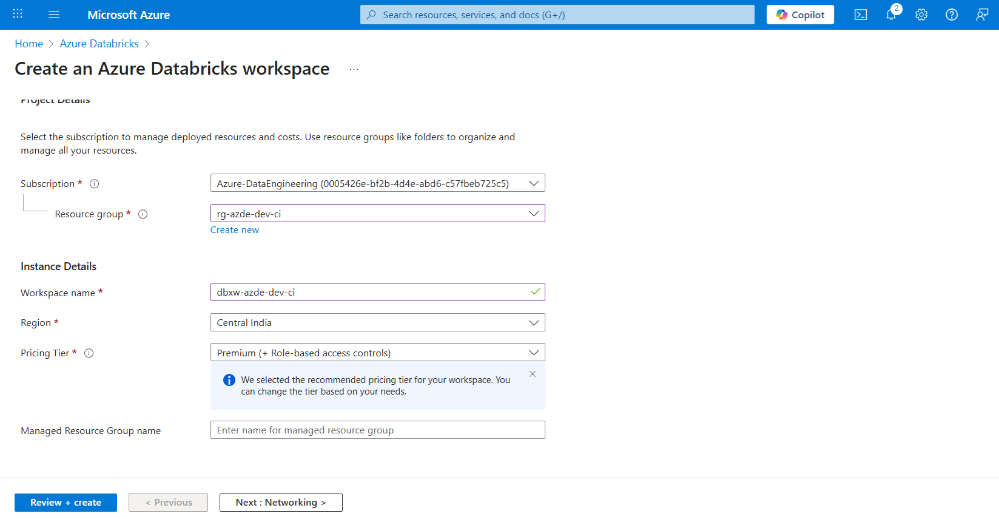 Microsoft Azure
Search resources, services, and docs (G+/)
Copilot
2
Home > Azure Databricks >
Create an Azure Databricks workspace ...
Project Details
Select the subscription to manage deployed resources and costs. Use resource groups like folders to organize and
manage all your resources.
Subscription *
Azure-DataEngineering (0005426e-bf2b-4d4e-abd6-c57fbeb725c5)
Resource group *
rg-azde-dev-ci
Create new
Instance Details
Workspace name *
dbxw-azde-dev-ci
Region *
Central India
Pricing Tier *
Premium (+ Role-based access controls)
We selected the recommended pricing tier for your workspace. You
can change the tier based on your needs.
Managed Resource Group name
Enter name for managed resource group
Review + create
< Previous
Next : Networking >